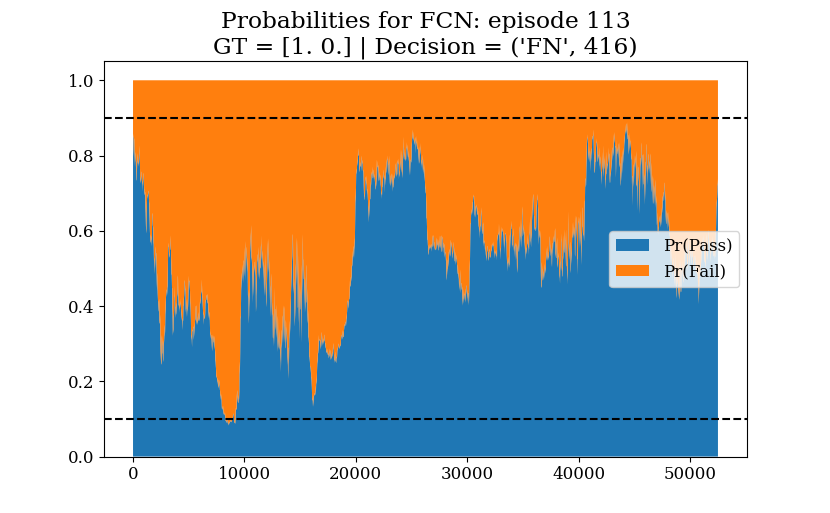 Probabilities for FCN: episode 113
GT = [1. 0.] | Decision = ('FN', 416)
1.0
0.8
0.6
0.4
0.2
0.0
Pr(Pass)
Pr(Fail)
0 10000 20000 30000 40000 50000